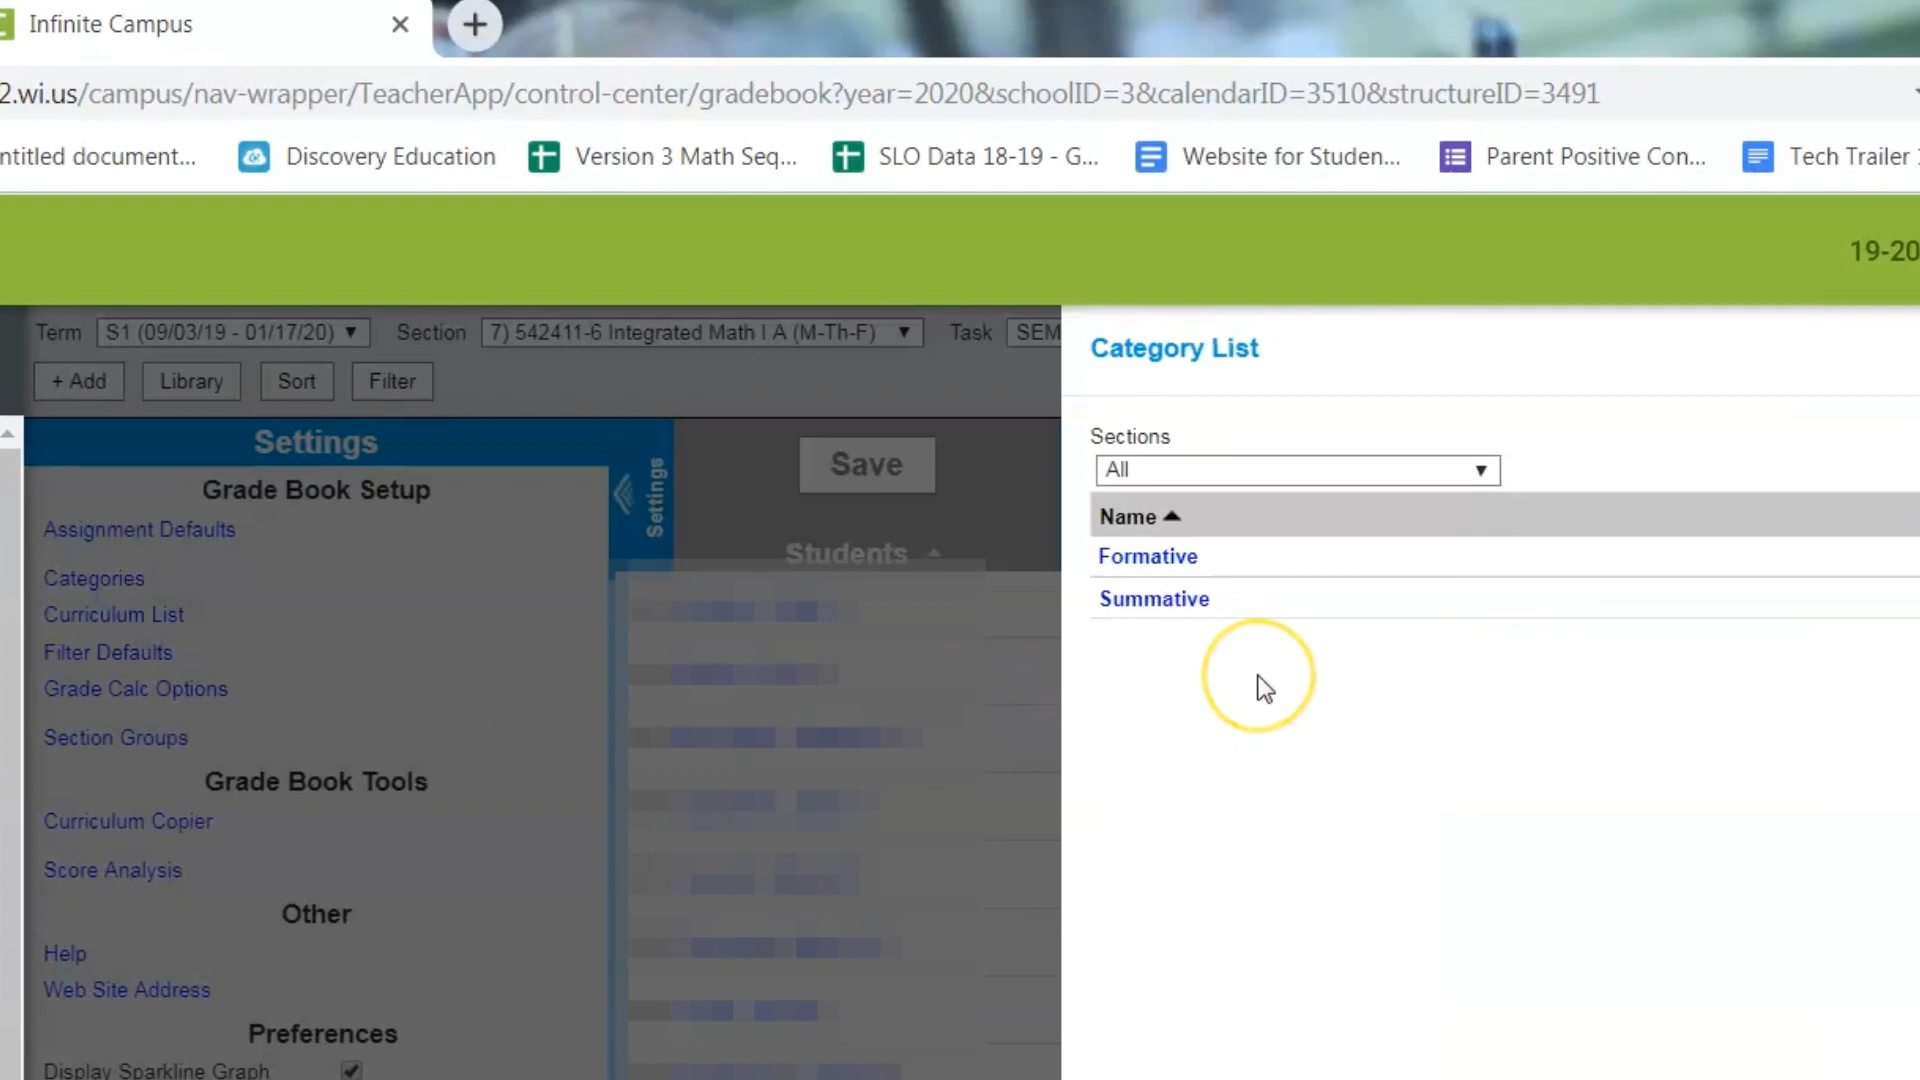 Infinite Campus
2.wi.us/campus/nav-wrapper/TeacherApp/control-center/gradebook?year=2020&schoolID=3&calendarID=3510&structureID=3491
ntitled document...
Discovery Education
Version 3 Math Seq...
SLO Data 18-19 - G...
Website for Studen...
Parent Positive Con...
Tech Trailer
19-20
Term
S1 (09/03/19 - 01/17/20)
Section
7) 542411-6 Integrated Math I A (M-Th-F)
Task
SEM
+ Add
Library
Sort
Filter
Settings
Grade Book Setup
Assignment Defaults
Categories
Curriculum List
Filter Defaults
Grade Calc Options
Section Groups
Grade Book Tools
Curriculum Copier
Score Analysis
Other
Help
Web Site Address
Preferences
Display Sparkline Graph
Settings
Save
Students
Category List
Sections
All
Name
Formative
Summative